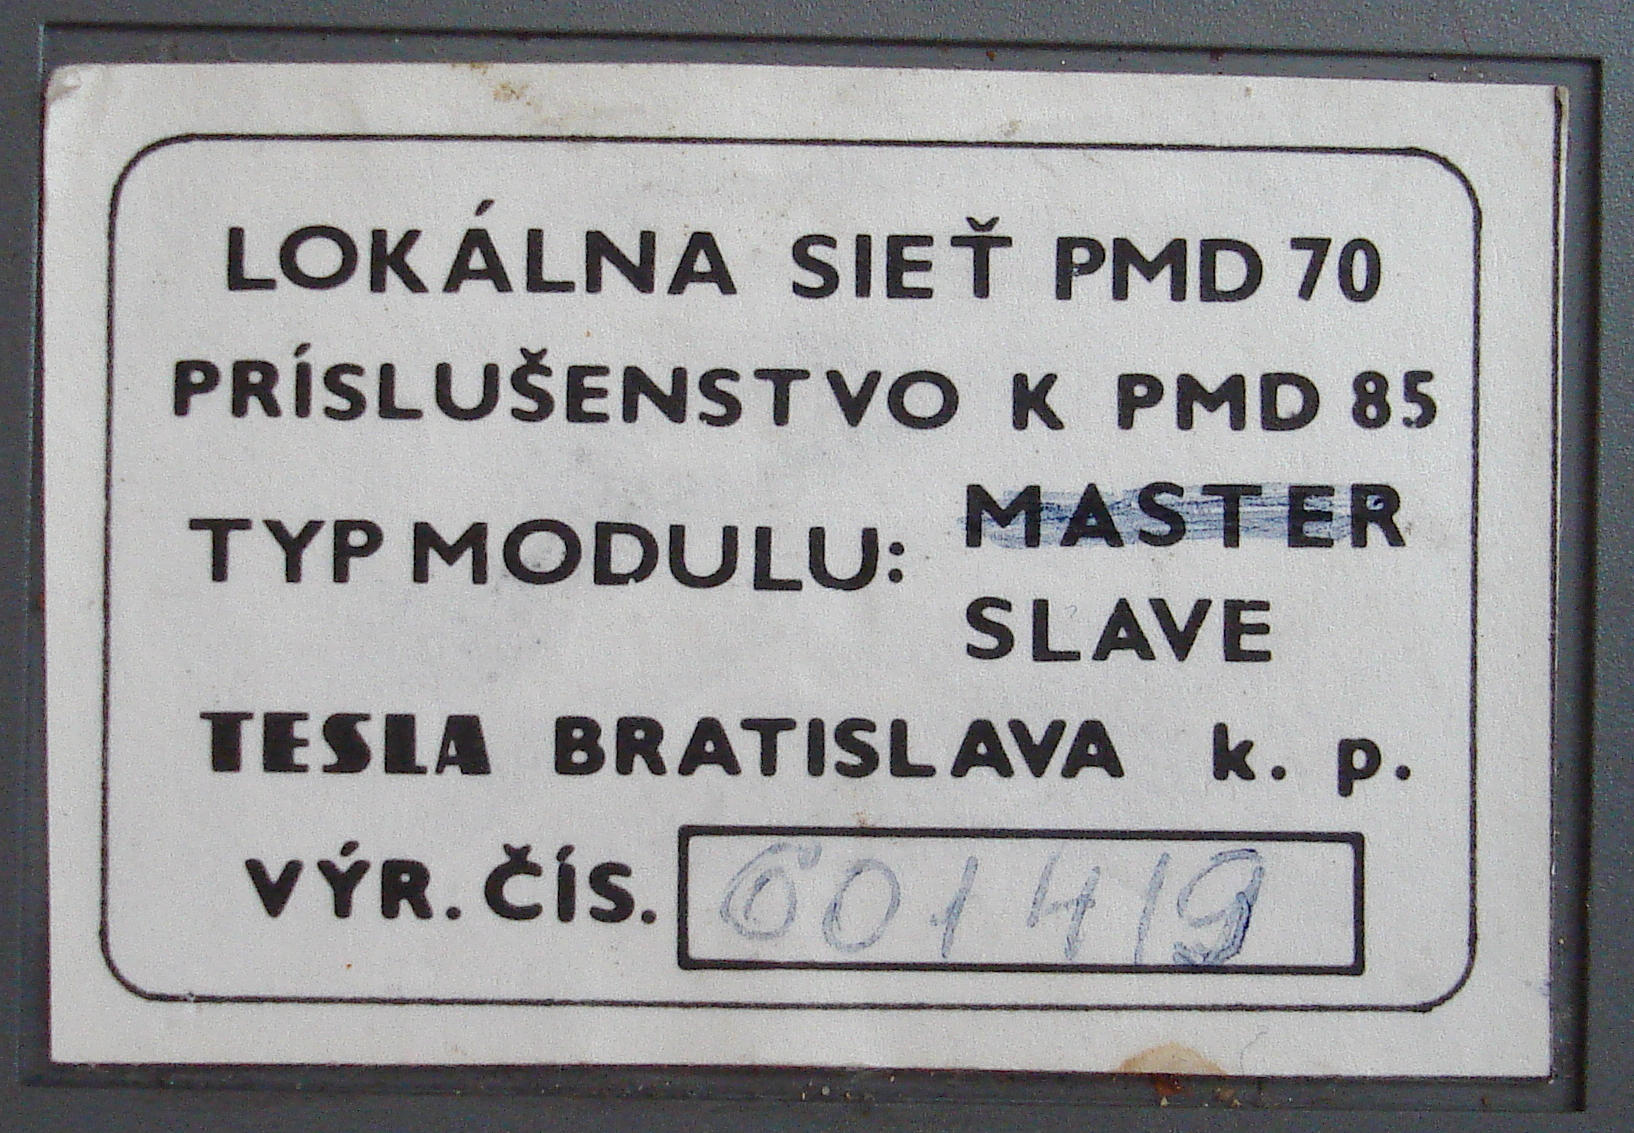 LOKÁLNA SIEŤ PMD 70
PRÍSLUŠENSTVO K PMD 85
TYP MODULU: MASTER
SLAVE
TESLA BRATISLAVA k. p.
VÝR. ČÍS. 601419